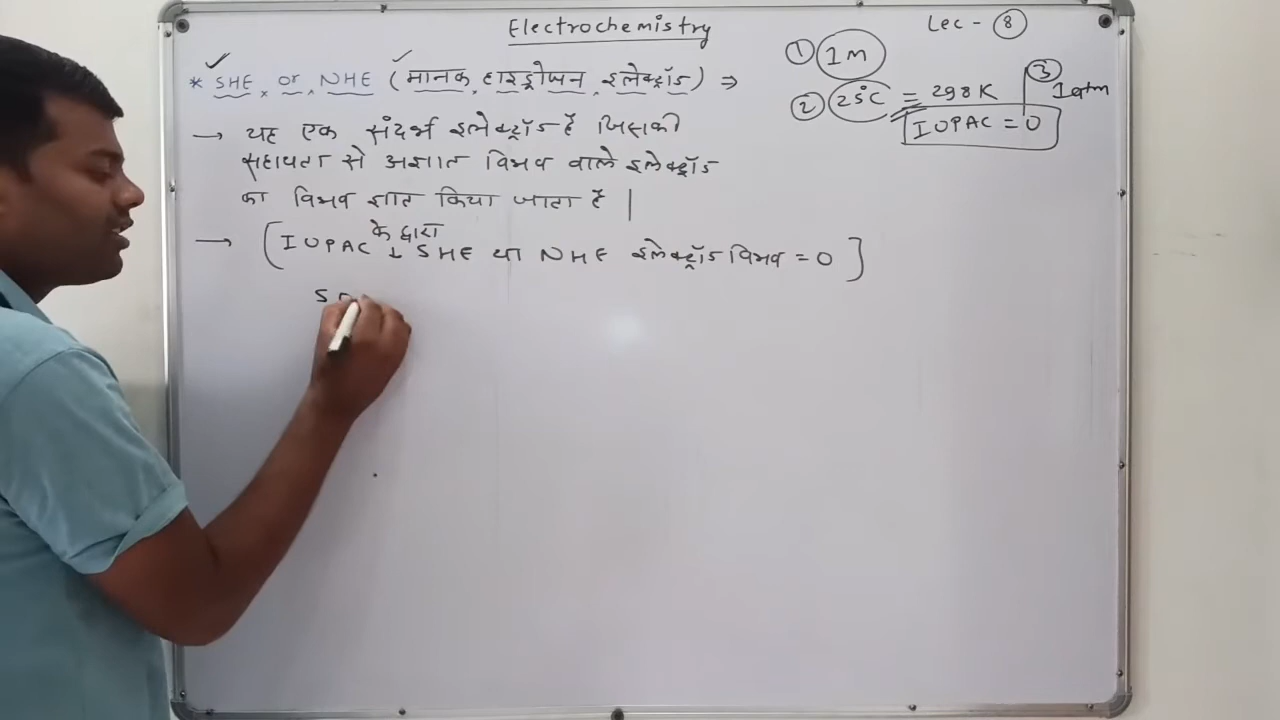 Electrochemistry
Lec - 8
* SHE or NHE (मानक हाइड्रोजन इलेक्ट्रॉड) ⇒
① 1M
② 25°C = 298K
③ 1atm
IUPAC = 0
→ यह एक संदर्भ इलेक्ट्रॉड है जिसकी
सहायता से अज्ञात विभव वाले इलेक्ट्रॉड
का विभव ज्ञात किया जाता है |
के द्वारा
→ (IUPAC ↓ SHE या NHE इलेक्ट्रॉड विभव = 0]